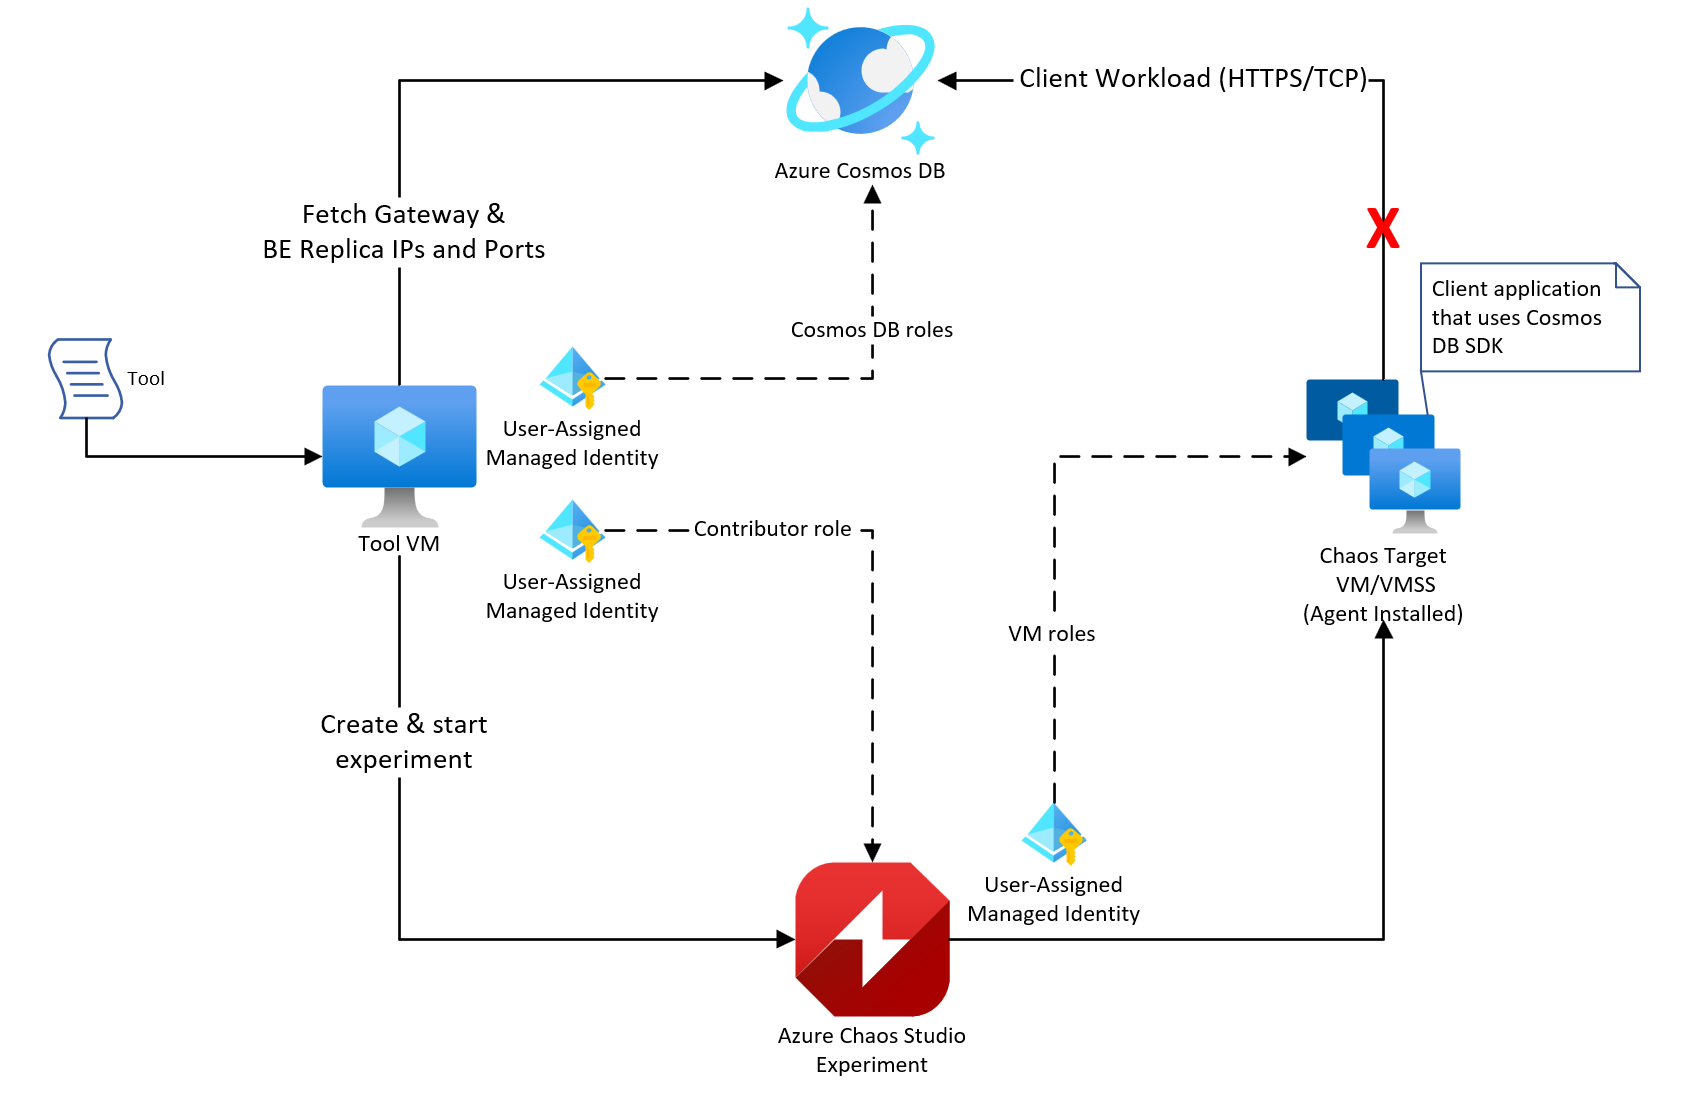 Client Workload (HTTPS/TCP)
Azure Cosmos DB
Fetch Gateway &
BE Replica IPs and Ports
X
Client application
that uses Cosmos
DB SDK
Cosmos DB roles
Tool
User-Assigned
Managed Identity
Contributor role
Tool VM
User-Assigned
Managed Identity
Chaos Target
VM/VMSS
(Agent Installed)
VM roles
Create & start
experiment
User-Assigned
Managed Identity
Azure Chaos Studio
Experiment